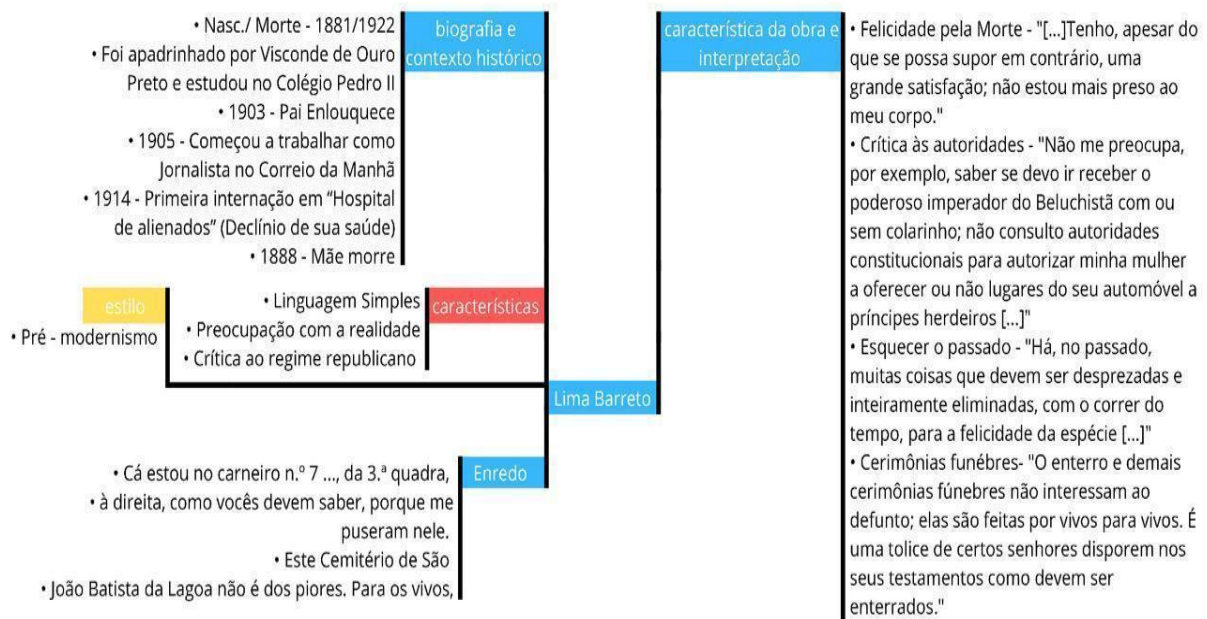 biografia e
contexto histórico
• Nasc./ Morte - 1881/1922
• Foi apadrinhado por Visconde de Ouro
Preto e estudou no Colégio Pedro II
• 1903 - Pai Enlouquece
• 1905 - Começou a trabalhar como
Jornalista no Correio da Manhã
• 1914 - Primeira internação em “Hospital
de alienados” (Declínio de sua saúde)
• 1888 - Mãe morre
estilo
• Pré - modernismo
características
• Linguagem Simples
• Preocupação com a realidade
• Crítica ao regime republicano
Lima Barreto
Enredo
• Cá estou no carneiro n.º 7 ..., da 3.ª quadra,
• à direita, como vocês devem saber, porque me
puseram nele.
• Este Cemitério de São
• João Batista da Lagoa não é dos piores. Para os vivos,
característica da obra e
interpretação
• Felicidade pela Morte - "[...]Tenho, apesar do
que se possa supor em contrário, uma
grande satisfação; não estou mais preso ao
meu corpo."
• Crítica às autoridades - "Não me preocupa,
por exemplo, saber se devo ir receber o
poderoso imperador do Beluchistã com ou
sem colarinho; não consulto autoridades
constitucionais para autorizar minha mulher
a oferecer ou não lugares do seu automóvel a
príncipes herdeiros [...]"
• Esquecer o passado - "Há, no passado,
muitas coisas que devem ser desprezadas e
inteiramente eliminadas, com o correr do
tempo, para a felicidade da espécie [...]"
• Cerimônias funébres- "O enterro e demais
cerimônias fúnebres não interessam ao
defunto; elas são feitas por vivos para vivos. É
uma tolice de certos senhores disporem nos
seus testamentos como devem ser
enterrados."